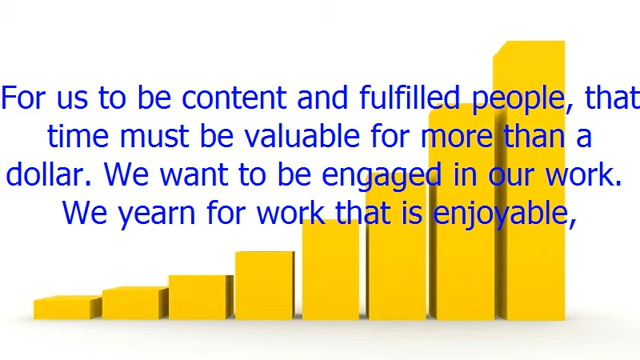 For us to be content and fulfilled people, that
time must be valuable for more than a
dollar. We want to be engaged in our work.
We yearn for work that is enjoyable,